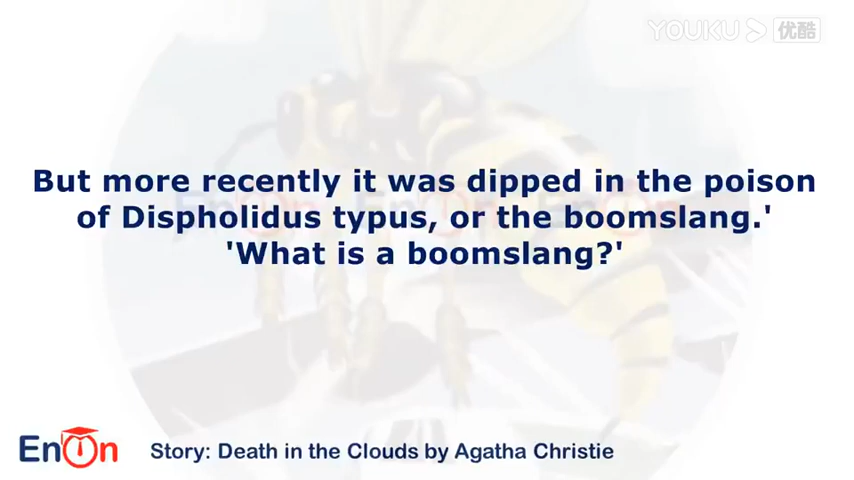 YOUKU 优酷
But more recently it was dipped in the poison
of Dispholidus typus, or the boomslang.'
'What is a boomslang?'
EnOn
Story: Death in the Clouds by Agatha Christie